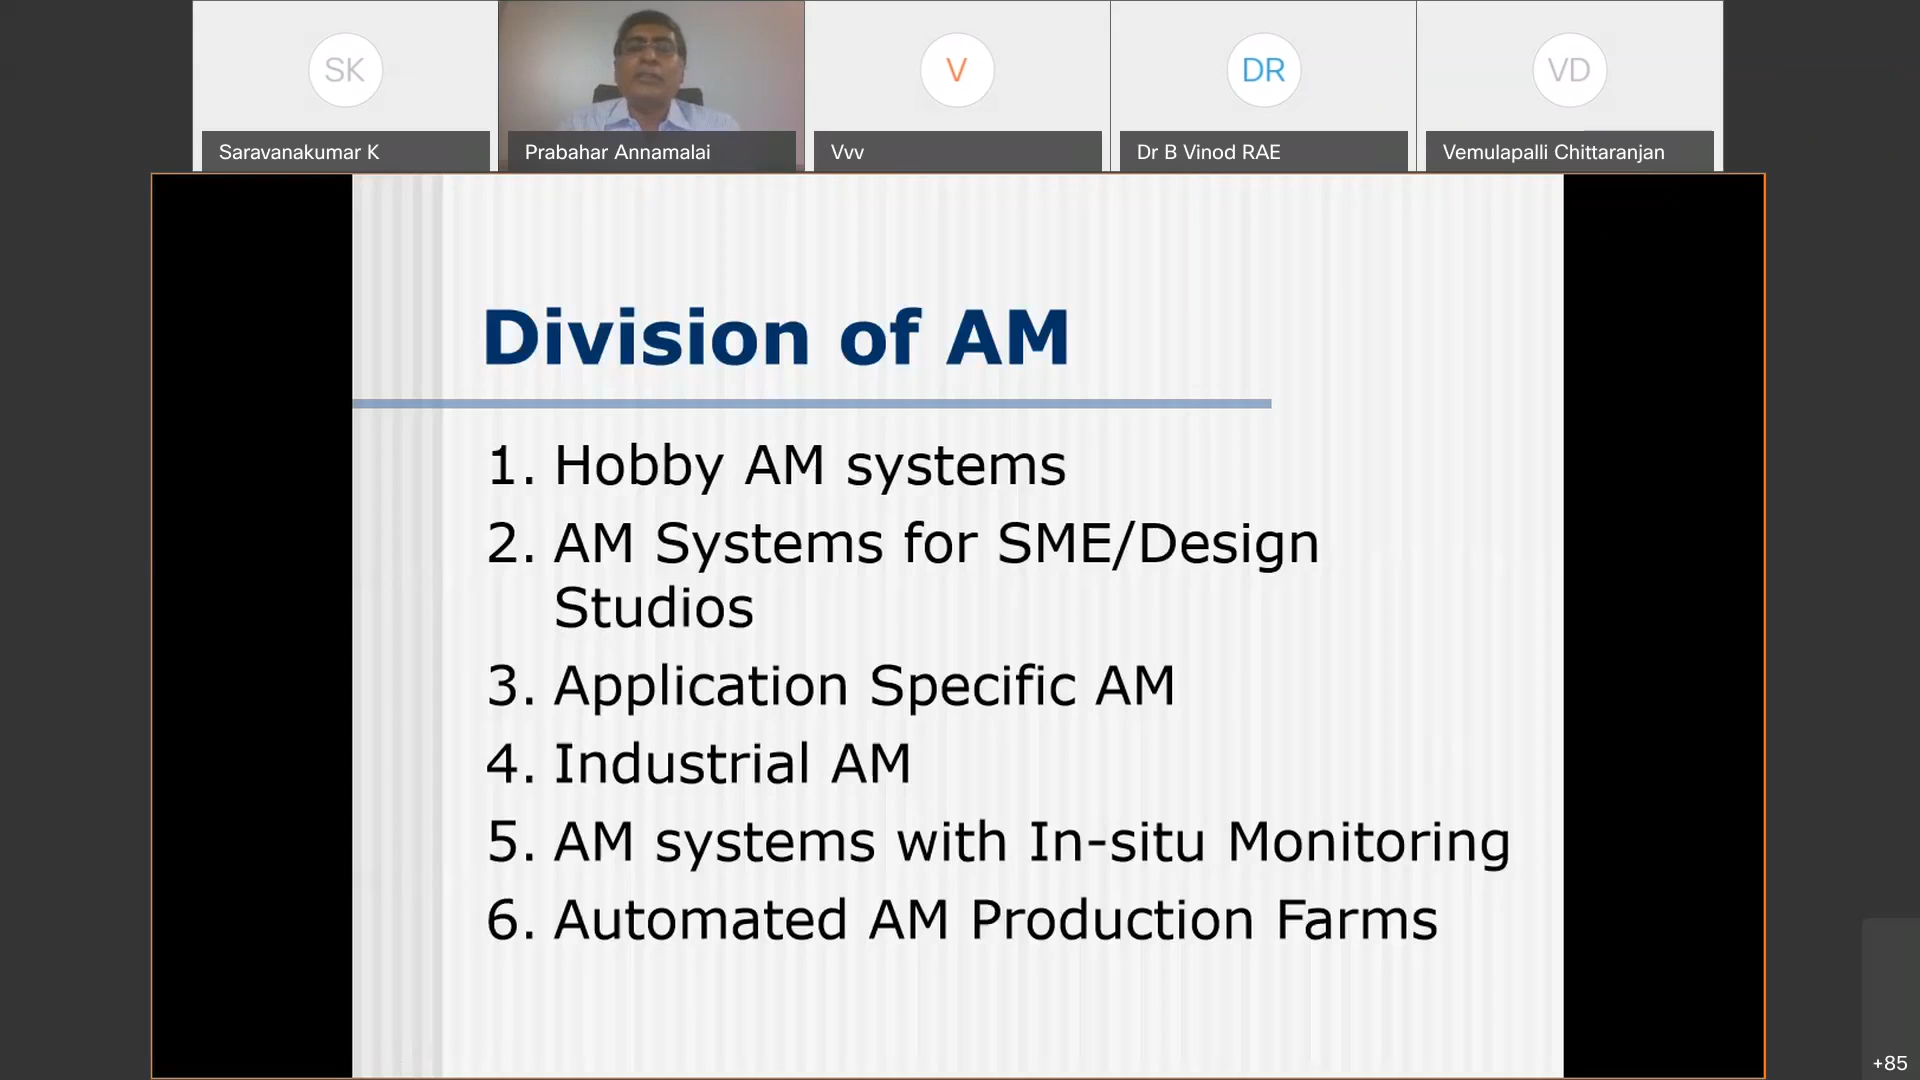 SK
V
DR
VD
Saravanakumar K
Prabahar Annamalai
Vvv
Dr B Vinod RAE
Vemulapalli Chittaranjan
Division of AM
1. Hobby AM systems
2. AM Systems for SME/Design
Studios
3. Application Specific AM
4. Industrial AM
5. AM systems with In-situ Monitoring
6. Automated AM Production Farms
+85